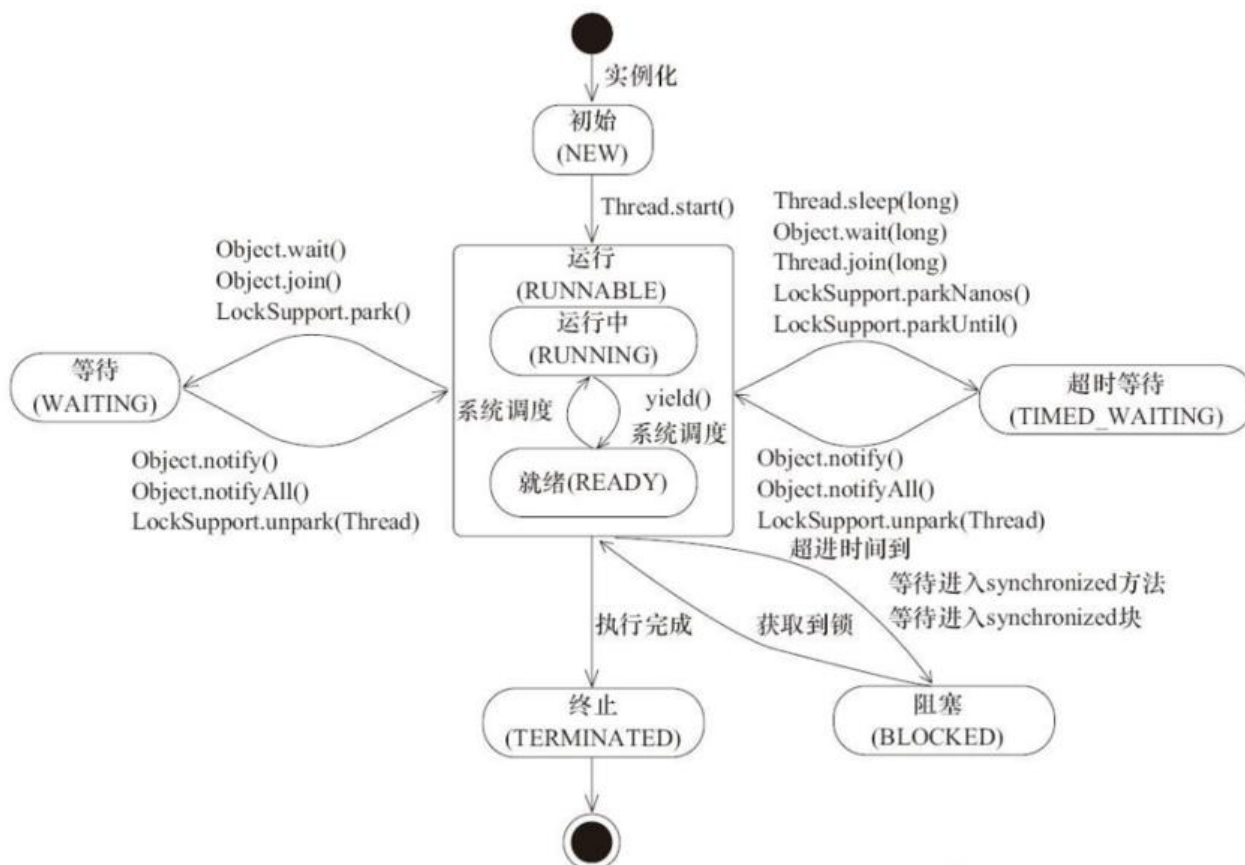 实例化
初始
(NEW)
Thread.start()
Object.wait()
Object.join()
LockSupport.park()
Thread.sleep(long)
Object.wait(long)
Thread.join(long)
LockSupport.parkNanos()
LockSupport.parkUntil()
运行
(RUNNABLE)
运行中
(RUNNING)
等待
(WAITING)
超时等待
(TIMED_WAITING)
系统调度
yield()
系统调度
就绪(READY)
Object.notify()
Object.notifyAll()
LockSupport.unpark(Thread)
Object.notify()
Object.notifyAll()
LockSupport.unpark(Thread)
超进时间到
等待进入synchronized方法
等待进入synchronized块
执行完成
获取到锁
终止
(TERMINATED)
阻塞
(BLOCKED)